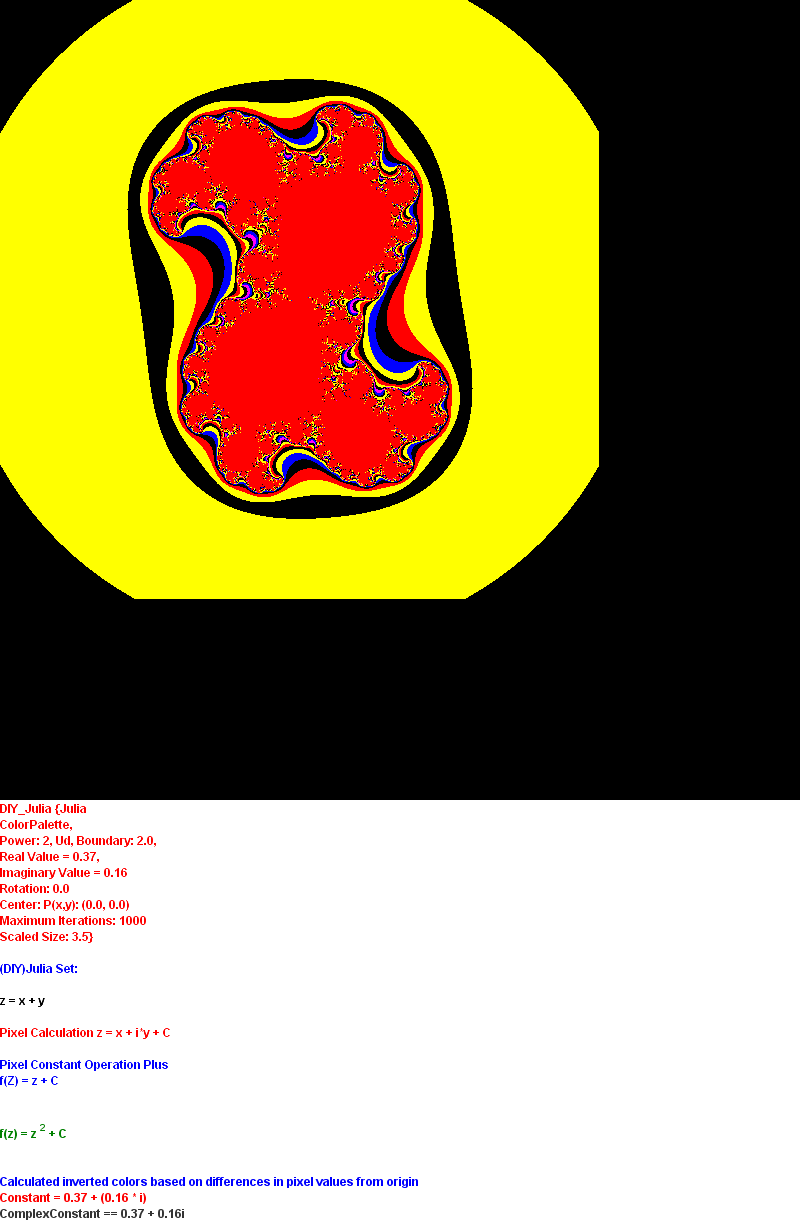 DIY_Julia {Julia
ColorPalette,
Power: 2, Ud, Boundary: 2.0,
Real Value = 0.37,
Imaginary Value = 0.16
Rotation: 0.0
Center: P(x,y): (0.0, 0.0)
Maximum Iterations: 1000
Scaled Size: 3.5}
(DIY)Julia Set:
z = x + y
Pixel Calculation z = x + i*y + C
Pixel Constant Operation Plus
f(Z) = z + C
f(z) = z ² + C
Calculated inverted colors based on differences in pixel values from origin
Constant = 0.37 + (0.16 * i)
ComplexConstant == 0.37 + 0.16i